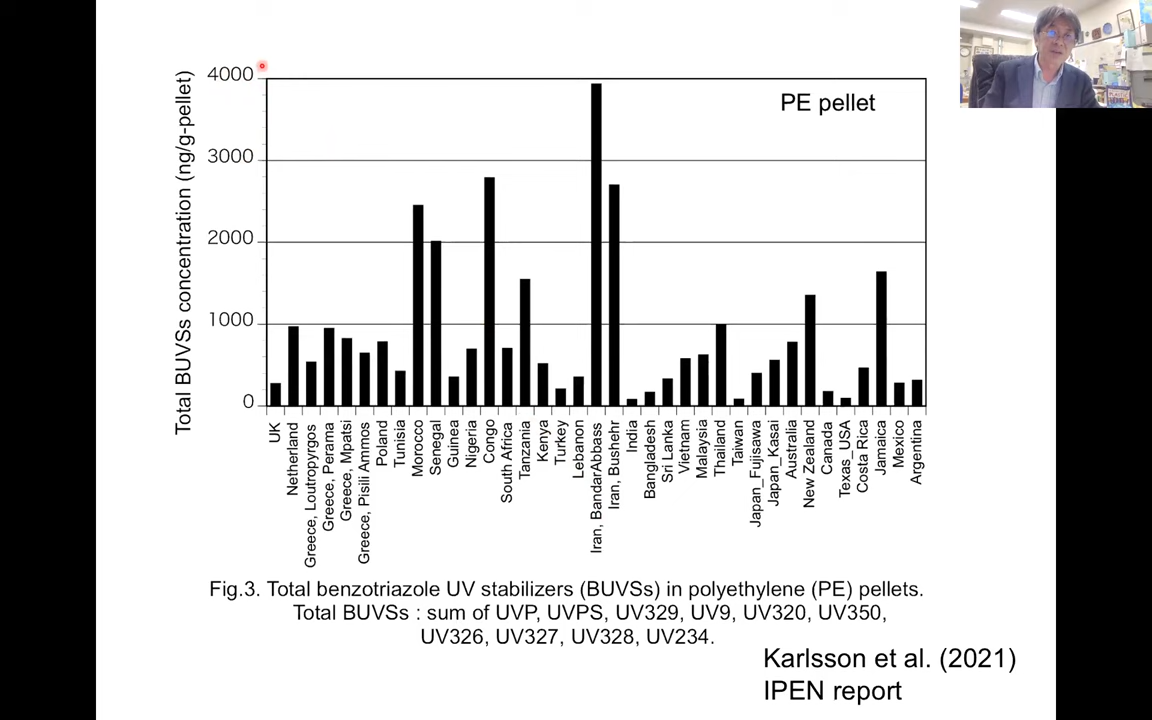 4000
3000
2000
1000
0
Total BUVSs concentration (ng/g-pellet)
PE pellet
UK
Netherland
Greece, Loutropyrgos
Greece, Perama
Greece, Mpatsi
Greece, Pisili Ammos
Poland
Tunisia
Morocco
Senegal
Guinea
Nigeria
Congo
South Africa
Tanzania
Kenya
Turkey
Lebanon
Iran, BandarAbbass
Iran, Bushehr
India
Bangladesh
Sri Lanka
Vietnam
Malaysia
Thailand
Taiwan
Japan_Fujisawa
Japan_Kasai
Australia
New Zealand
Canada
Texas_USA
Costa Rica
Jamaica
Mexico
Argentina
Fig.3. Total benzotriazole UV stabilizers (BUVSs) in polyethylene (PE) pellets.
Total BUVSs : sum of UVP, UVPS, UV329, UV9, UV320, UV350,
UV326, UV327, UV328, UV234.
Karlsson et al. (2021)
IPEN report